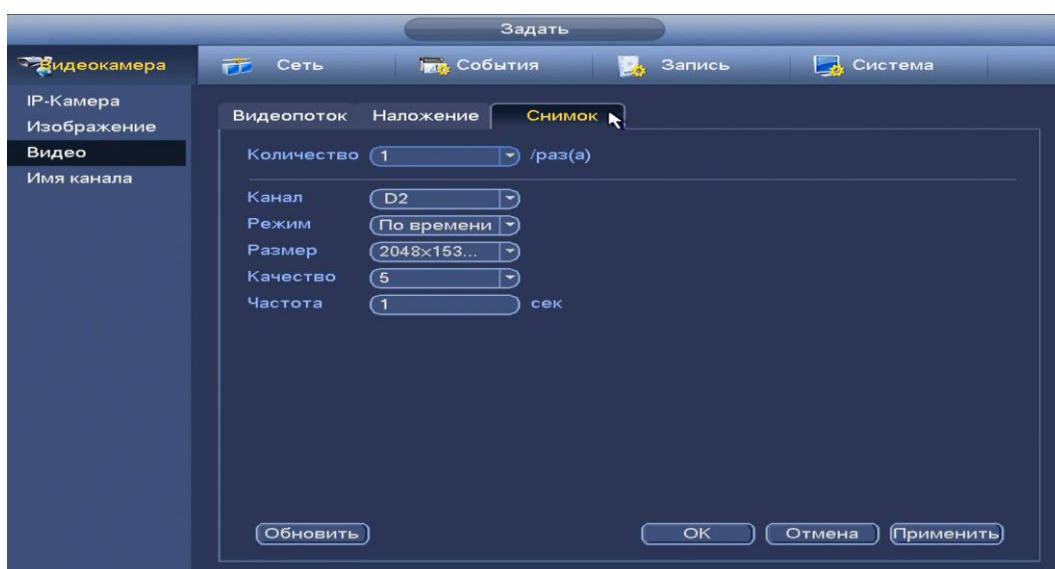 Задать
Видеокамера Сеть События Запись Система
IP-Камера
Изображение
Видео
Имя канала
Видеопоток Наложение Снимок
Количество 1 /раз(а)
Канал D2
Режим По времени
Размер 2048x153...
Качество 5
Частота 1 сек
Обновить OK Отмена Применить